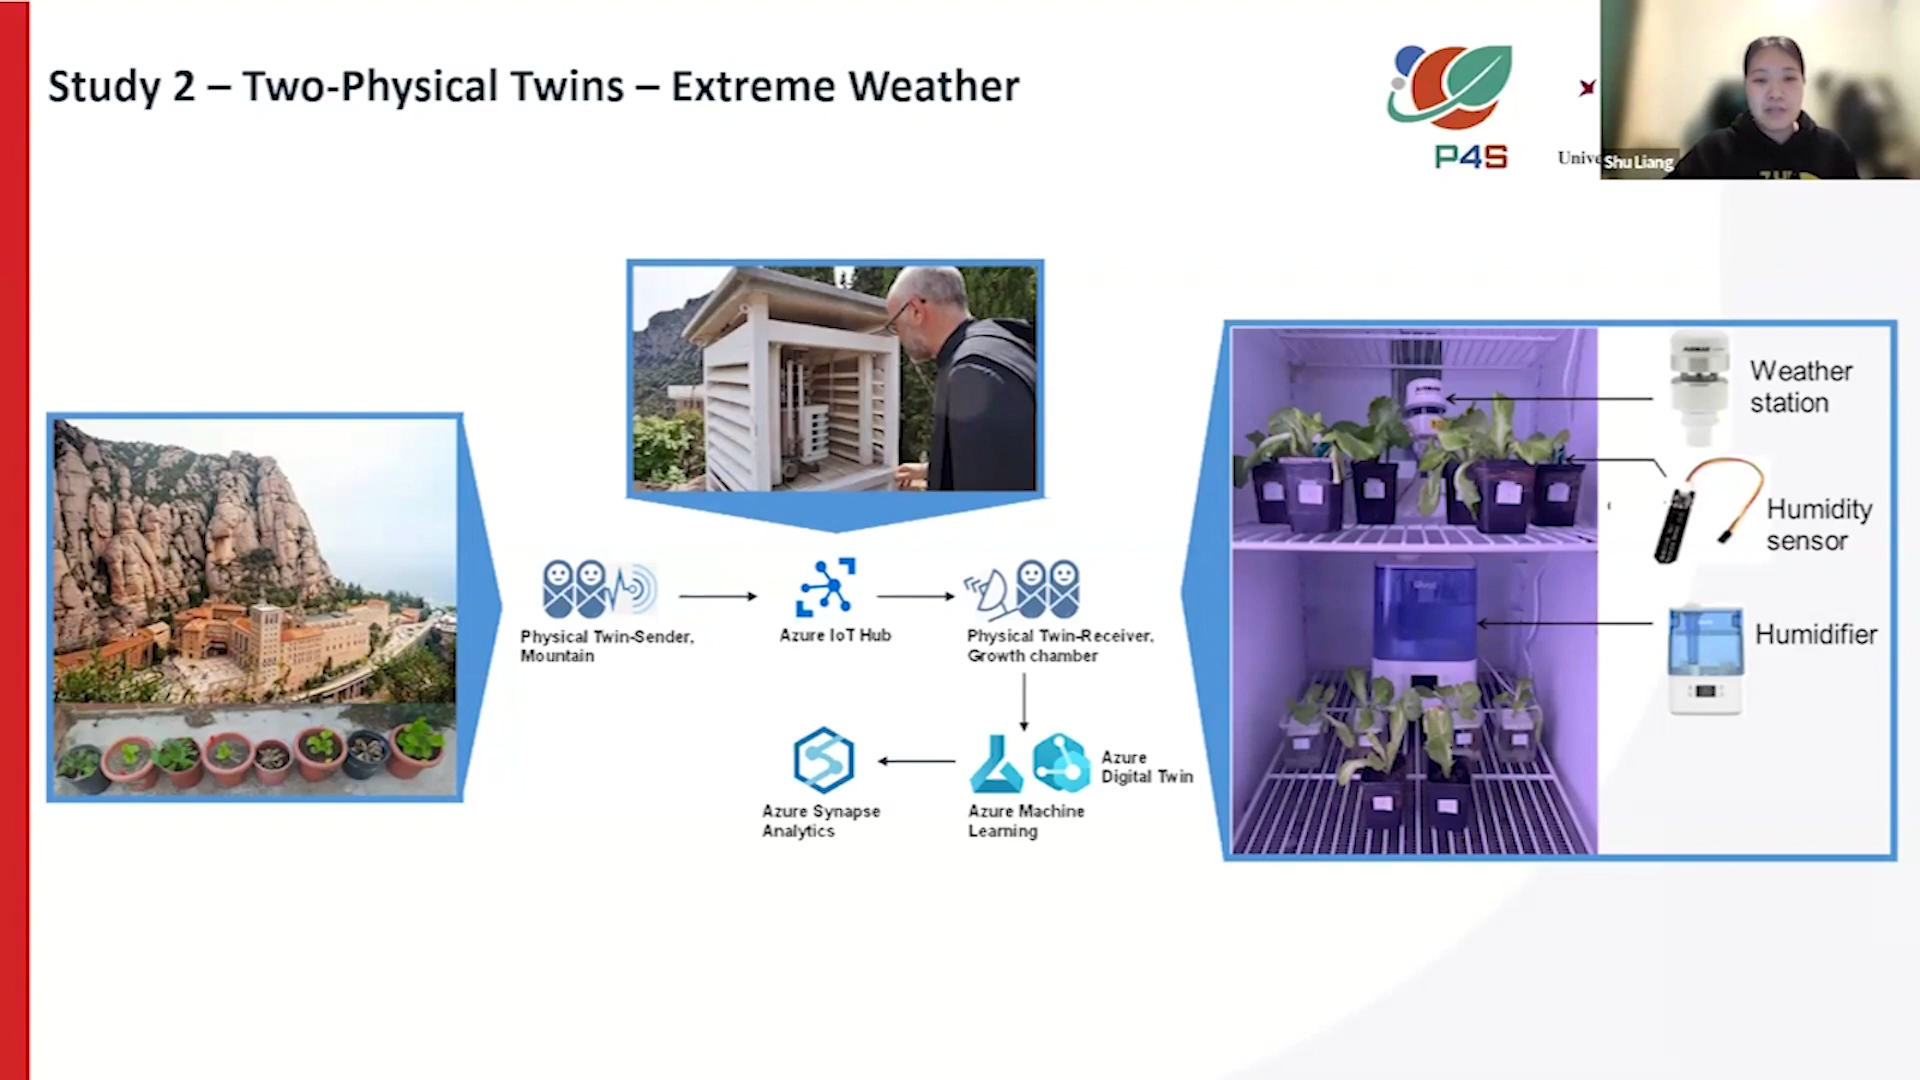 Study 2 – Two-Physical Twins – Extreme Weather
P4S
Unive
Shu Liang
Weather
station
Humidity
sensor
Humidifier
Physical Twin-Sender,
Mountain
Azure IoT Hub
Physical Twin-Receiver,
Growth chamber
Azure
Digital Twin
Azure Synapse
Analytics
Azure Machine
Learning